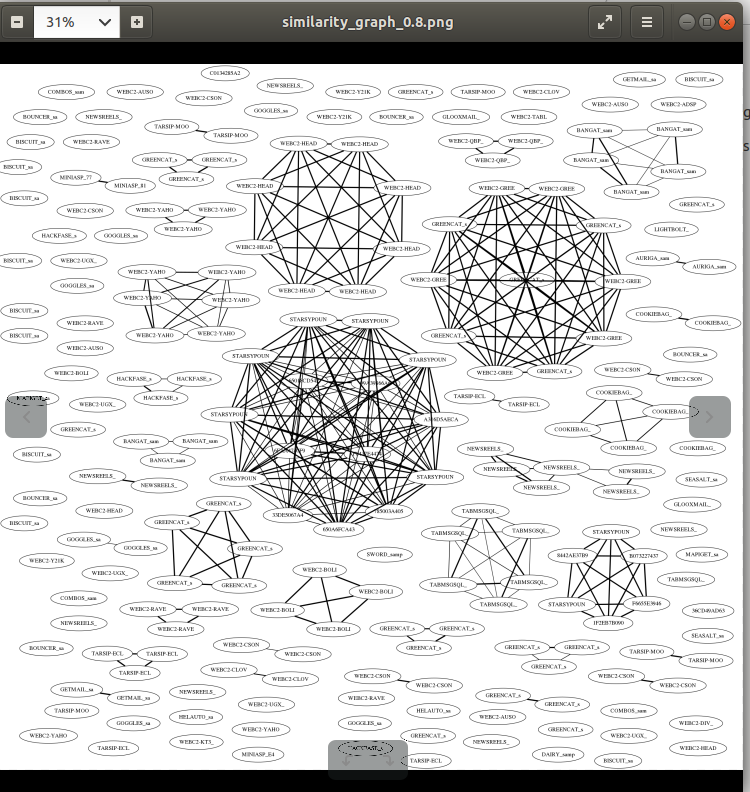 31%
similarity_graph_0.8.png
C0134285A2
COMBOS_sam
WEBC2-AUSO
WEBC2-CSON
NEWSREELS_
WEBC2-Y21K
GREENCAT_s
TARSIP-MOO
WEBC2-CLOV
GETMAIL_sa
BISCUIT_sa
BOUNCER_sa
NEWSREELS_
GOOGLES_sa
WEBC2-Y21K
BOUNCER_sa
GLOOXMAIL_
WEBC2-TABL
WEBC2-AUSO
WEBC2-ADSP
TARSIP-MOO
TARSIP-MOO
BISCUIT_sa
WEBC2-RAVE
WEBC2-HEAD
WEBC2-HEAD
WEBC2-QBP_
WEBC2-QBP_
WEBC2-QBP_
BANGAT_sam
BANGAT_sam
BANGAT_sam
BANGAT_sam
BANGAT_sam
BISCUIT_sa
GREENCAT_s
GREENCAT_s
GREENCAT_s
MINIASP_77
MINIASP_81
WEBC2-HEAD
WEBC2-HEAD
WEBC2-GREE
WEBC2-GREE
BISCUIT_sa
WEBC2-CSON
WEBC2-YAHO
WEBC2-YAHO
WEBC2-YAHO
GREENCAT_s
GREENCAT_s
GREENCAT_s
LIGHTBOLT_
HACKFASE_s
GOOGLES_sa
WEBC2-HEAD
WEBC2-HEAD
BISCUIT_sa
WEBC2-UGX_
AURIGA_sam
AURIGA_sam
WEBC2-YAHO
WEBC2-YAHO
GOOGLES_sa
WEBC2-GREE
GREENCAT_s
WEBC2-GREE
WEBC2-YAHO
WEBC2-YAHO
WEBC2-HEAD
WEBC2-HEAD
BISCUIT_sa
WEBC2-RAVE
STARSYPOUN
STARSYPOUN
COOKIEBAG_
COOKIEBAG_
BISCUIT_sa
WEBC2-YAHO
WEBC2-YAHO
GREENCAT_s
WEBC2-GREE
WEBC2-AUSO
STARSYPOUN
STARSYPOUN
BOUNCER_sa
WEBC2-BOLI
HACKFASE_s
HACKFASE_s
HACKFASE_s
WEBC2-GREE
GREENCAT_s
WEBC2-CSON
WEBC2-CSON
TARSIP-ECL
TARSIP-ECL
COOKIEBAG_
COOKIEBAG_
COOKIEBAG_
COOKIEBAG_
WEBC2-UGX_
STARSYPOUN
A316D5AECA
GREENCAT_s
BANGAT_sam
BANGAT_sam
BANGAT_sam
COOKIEBAG_
BISCUIT_sa
NEWSREELS_
NEWSREELS_
NEWSREELS_
NEWSREELS_
NEWSREELS_
NEWSREELS_
NEWSREELS_
NEWSREELS_
STARSYPOUN
STARSYPOUN
SEASALT_sa
BOUNCER_sa
WEBC2-HEAD
GREENCAT_s
GLOOXMAIL_
BISCUIT_sa
GREENCAT_s
33DE5067A4
650A6FCA43
TABMSGSQL_
TABMSGSQL_
TABMSGSQL_
STARSYPOUN
NEWSREELS_
GOOGLES_sa
GOOGLES_sa
GREENCAT_s
SWORD_samp
8442AE37B9
B073227437
MAPIGET_sa
WEBC2-Y21K
WEBC2-UGX_
WEBC2-BOLI
GREENCAT_s
GREENCAT_s
TABMSGSQL_
TABMSGSQL_
TABMSGSQL_
TABMSGSQL_
COMBOS_sam
WEBC2-RAVE
WEBC2-RAVE
WEBC2-RAVE
WEBC2-BOLI
WEBC2-BOLI
WEBC2-BOLI
STARSYPOUN
F6655E3946
1F2EB7B090
36CD49AD63
NEWSREELS_
GREENCAT_s
GREENCAT_s
GREENCAT_s
SEASALT_sa
BOUNCER_sa
TARSIP-ECL
TARSIP-ECL
TARSIP-ECL
WEBC2-CSON
WEBC2-CSON
GREENCAT_s
GREENCAT_s
GREENCAT_s
TARSIP-MOO
TARSIP-MOO
WEBC2-CLOV
WEBC2-CLOV
WEBC2-CSON
WEBC2-CSON
WEBC2-CSON
WEBC2-CSON
GETMAIL_sa
GETMAIL_sa
NEWSREELS_
WEBC2-UGX_
WEBC2-RAVE
GREENCAT_s
GREENCAT_s
TARSIP-MOO
HELAUTO_sa
HELAUTO_sa
WEBC2-AUSO
COMBOS_sam
GOOGLES_sa
GOOGLES_sa
WEBC2-DIV_
WEBC2-YAHO
WEBC2-YAHO
GREENCAT_s
GREENCAT_s
WEBC2-UGX_
TARSIP-ECL
WEBC2-KT3_
MINIASP_E4
NEWSREELS_
DAIRY_samp
WEBC2-HEAD
TARSIP-ECL
BISCUIT_sa